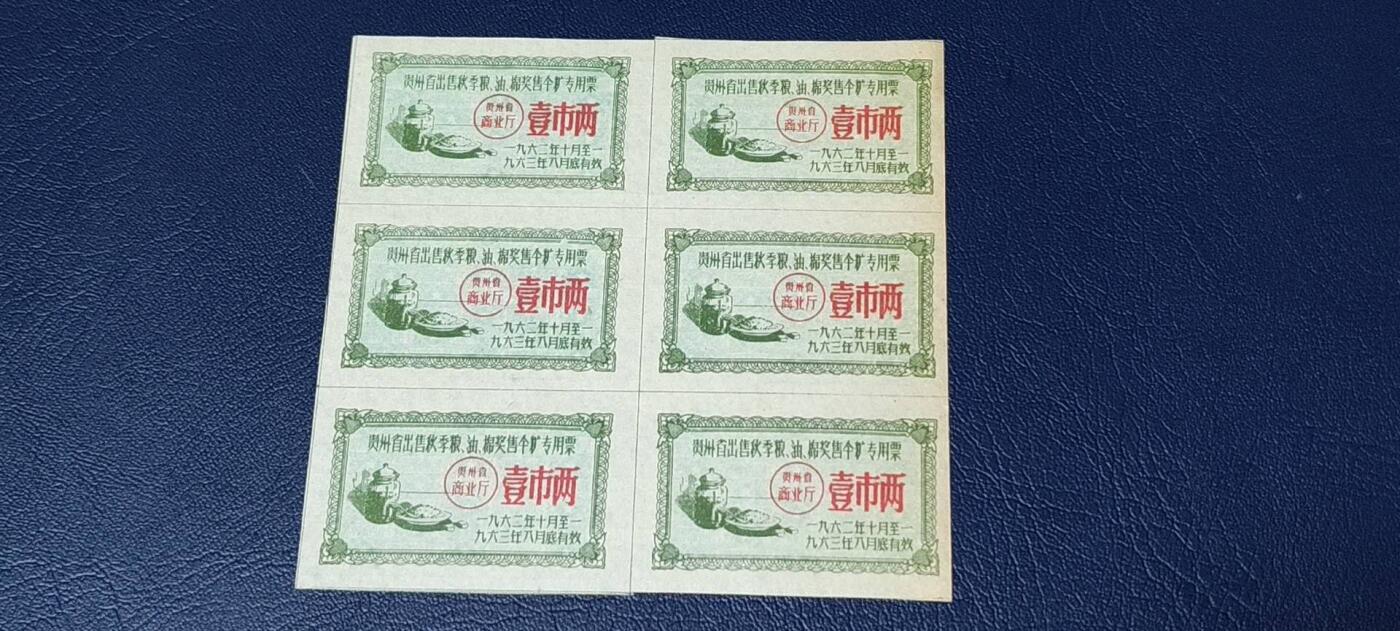 贵州省出售秋季粮、油、棉奖售专用票
贵州省
商业厅
壹市两
一九六二年十月至一
九六三年八月底有效
贵州省出售秋季粮、油、棉奖售专用票
贵州省
商业厅
壹市两
一九六二年十月至一
九六三年八月底有效
贵州省出售秋季粮、油、棉奖售专用票
贵州省
商业厅
壹市两
一九六二年十月至一
九六三年八月底有效
贵州省出售秋季粮、油、棉奖售专用票
贵州省
商业厅
壹市两
一九六二年十月至一
九六三年八月底有效
贵州省出售秋季粮、油、棉奖售专用票
贵州省
商业厅
壹市两
一九六二年十月至一
九六三年八月底有效
贵州省出售秋季粮、油、棉奖售专用票
贵州省
商业厅
壹市两
一九六二年十月至一
九六三年八月底有效